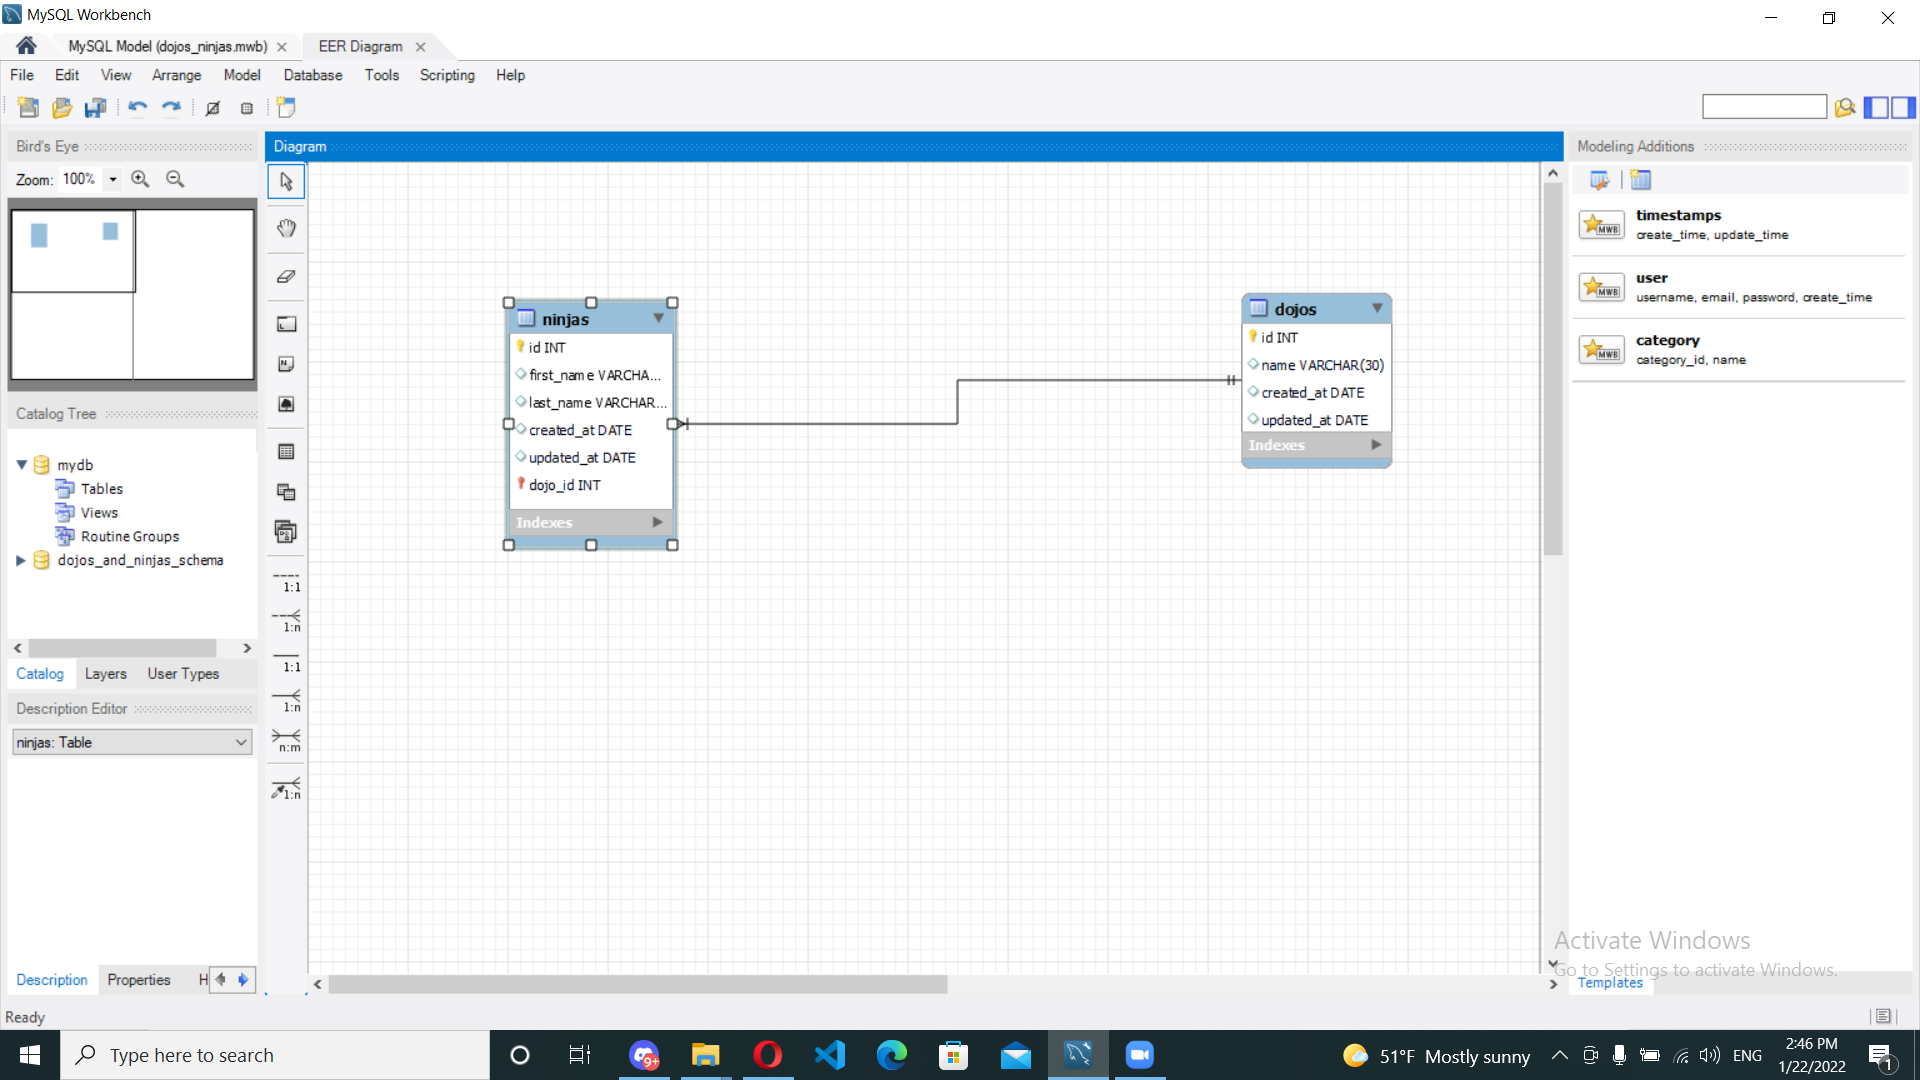 MySQL Workbench
MySQL Model (dojos_ninjas.mwb)
EER Diagram
File Edit View Arrange Model Database Tools Scripting Help
Bird's Eye
Zoom: 100%
Diagram
Modeling Additions
timestamps
create_time, update_time
user
username, email, password, create_time
category
category_id, name
MWB
MWB
MWB
ninjas
id INT
first_name VARCHA...
last_name VARCHAR...
created_at DATE
updated_at DATE
dojo_id INT
Indexes
dojos
id INT
name VARCHAR(30)
created_at DATE
updated_at DATE
Indexes
Catalog Tree
mydb
Tables
Views
Routine Groups
dojos_and_ninjas_schema
Catalog Layers User Types
Description Editor
ninjas: Table
1:1
1:n
1:1
1:n
n:m
1:n
Description Properties H
Activate Windows
Go to Settings to activate Windows.
Templates
Ready
Type here to search
9+
51°F Mostly sunny
ENG
2:46 PM
1/22/2022
1